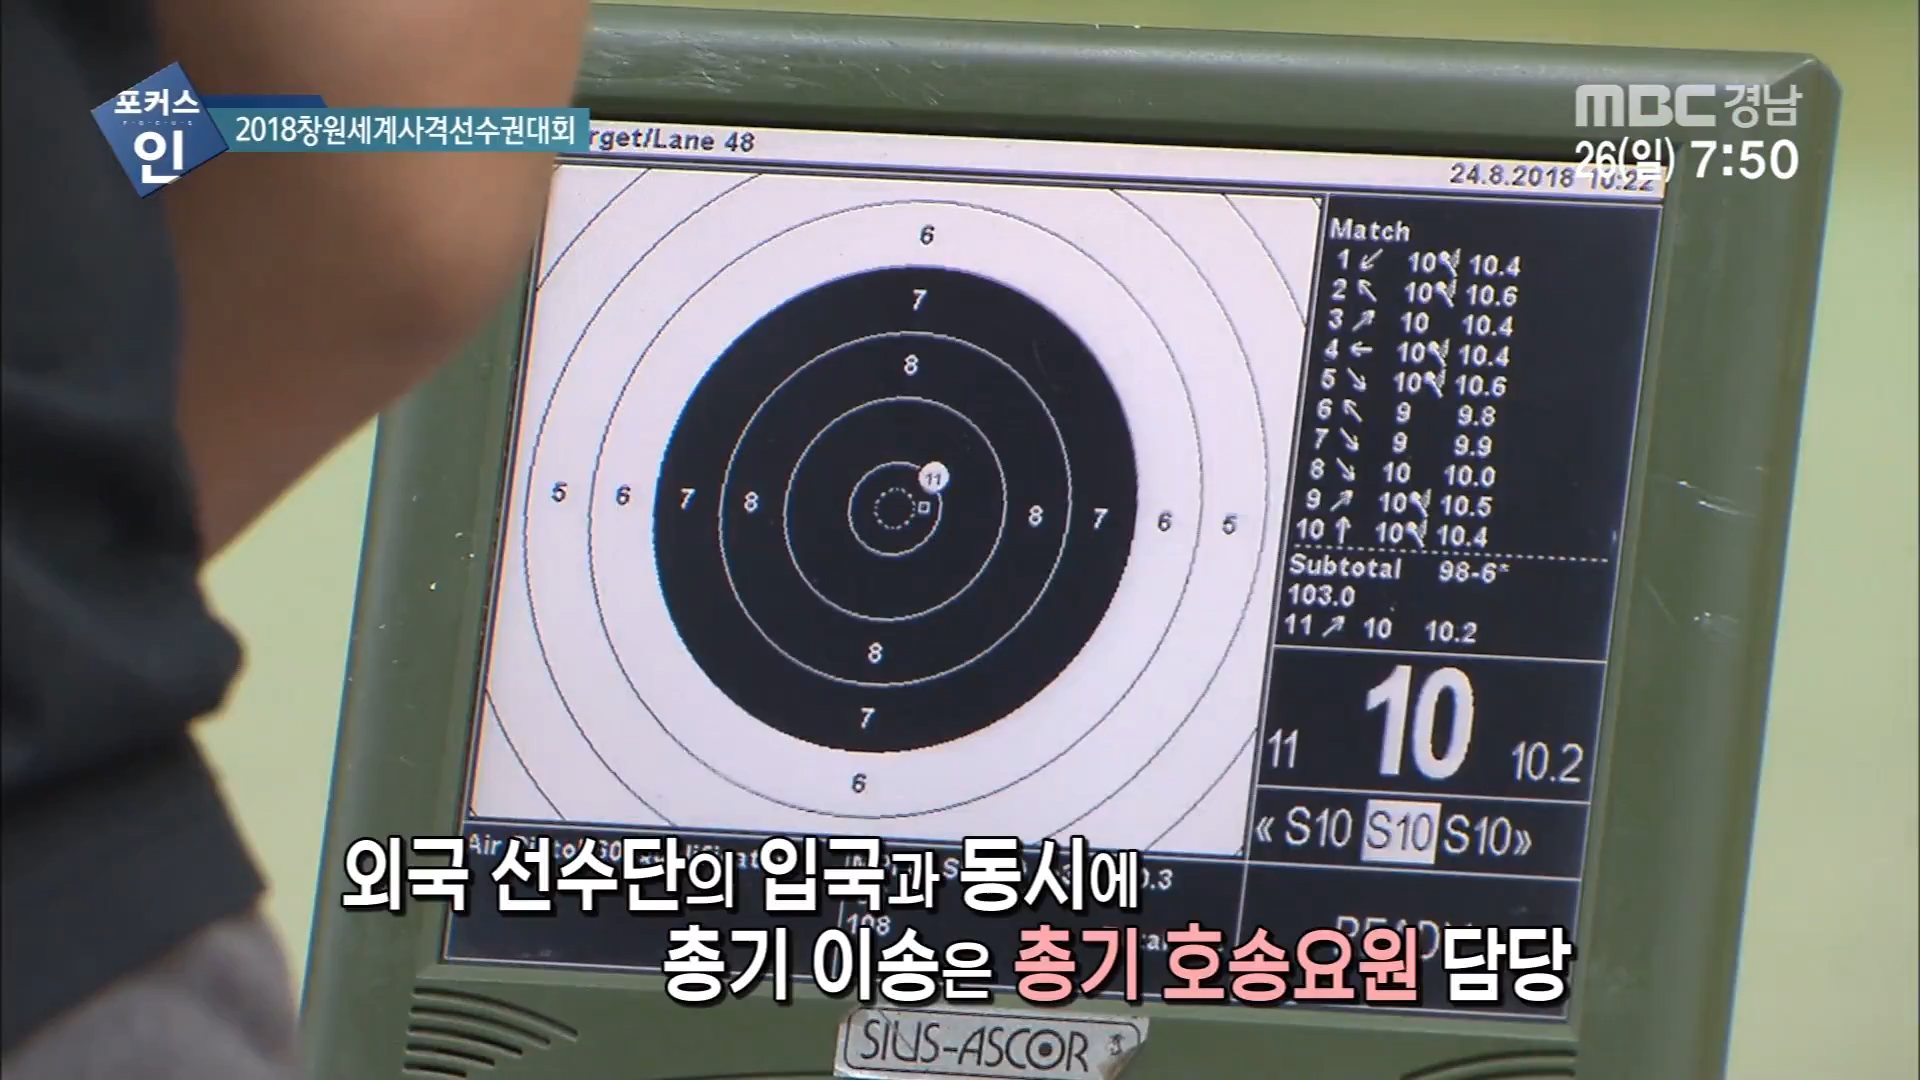 포커스
FOCUS
인
2018창원세계사격선수권대회
MBC경남
26(일) 7:50
rget/Lane 48
24.8.2018 10:22
6
7
8
5 6 7 8 11 8 7 6 5
8
7
6
Match
1 ↙ 10* 10.4
2 ↖ 10* 10.6
3 ↗ 10 10.4
4 ← 10* 10.4
5 ↘ 10* 10.6
6 ↖ 9 9.8
7 ↘ 9 9.9
8 ↘ 10 10.0
9 ↗ 10* 10.5
10 ↑ 10* 10.4
Subtotal 98-6*
103.0
11 ↗ 10 10.2
11 10 10.2
« S10 S10 S10»
108
외국 선수단의 입국과 동시에
총기 이송은 총기 호송요원 담당
SIUS-ASCOR